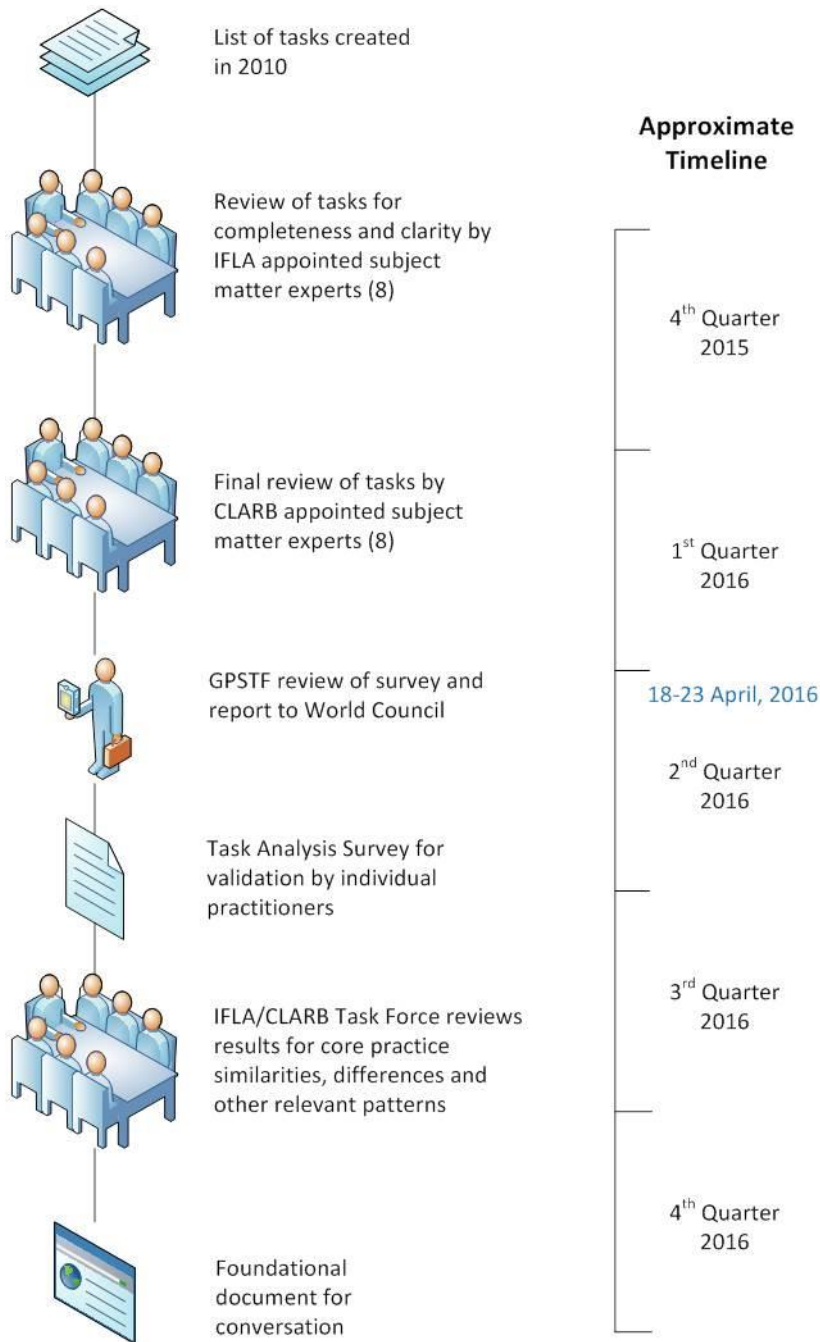 List of tasks created
in 2010
Approximate
Timeline
Review of tasks for
completeness and clarity by
IFLA appointed subject
matter experts (8)
4th Quarter
2015
Final review of tasks by
CLARB appointed subject
matter experts (8)
1st Quarter
2016
GPSTF review of survey and
report to World Council
18-23 April, 2016
2nd Quarter
2016
Task Analysis Survey for
validation by individual
practitioners
3rd Quarter
2016
IFLA/CLARB Task Force reviews
results for core practice
similarities, differences and
other relevant patterns
4th Quarter
2016
Foundational
document for
conversation